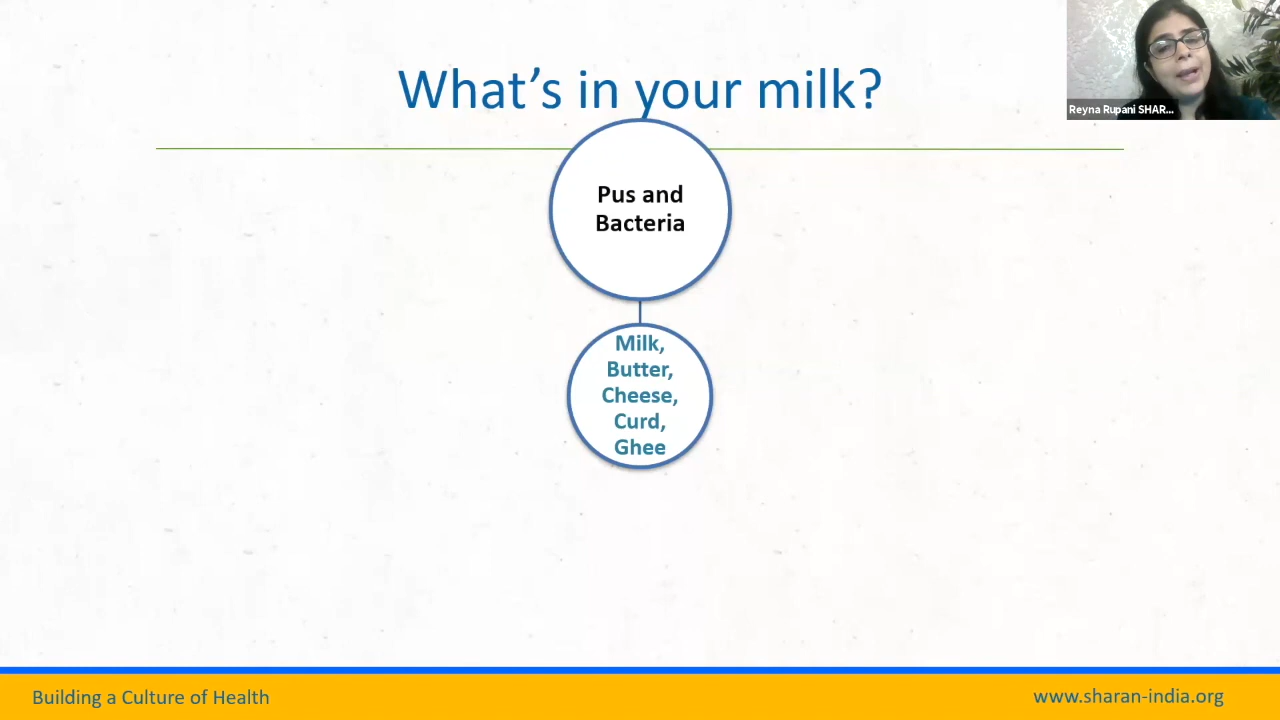 What's in your milk?
Reyna Rupani SHAR...
Pus and
Bacteria
Milk,
Butter,
Cheese,
Curd,
Ghee
Building a Culture of Health
www.sharan-india.org